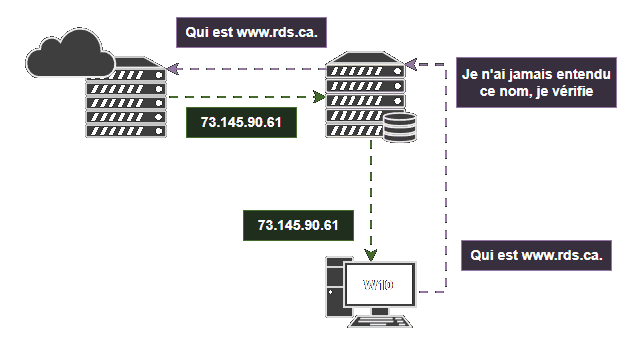 Qui est www.rds.ca.
Je n'ai jamais entendu
ce nom, je vérifie
73.145.90.61
73.145.90.61
Qui est www.rds.ca.
W10